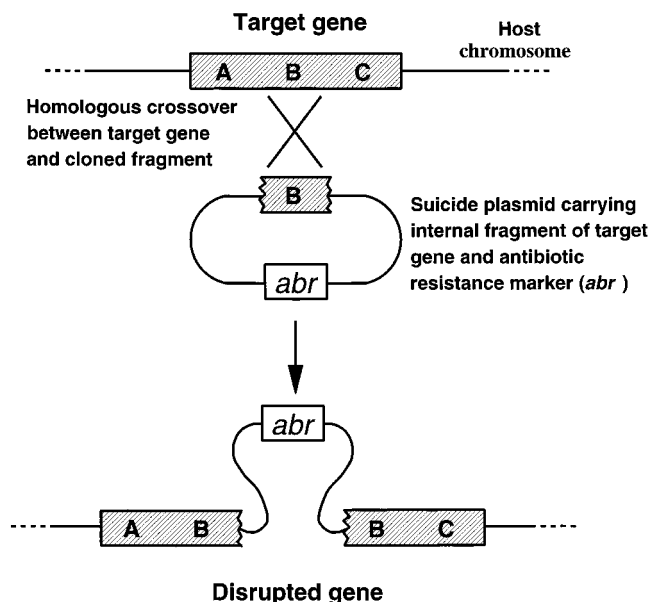 Target gene
Host
chromosome
A B C
Homologous crossover
between target gene
and cloned fragment
B
Suicide plasmid carrying
internal fragment of target
gene and antibiotic
resistance marker (abr )
abr
abr
A B B C
Disrupted gene